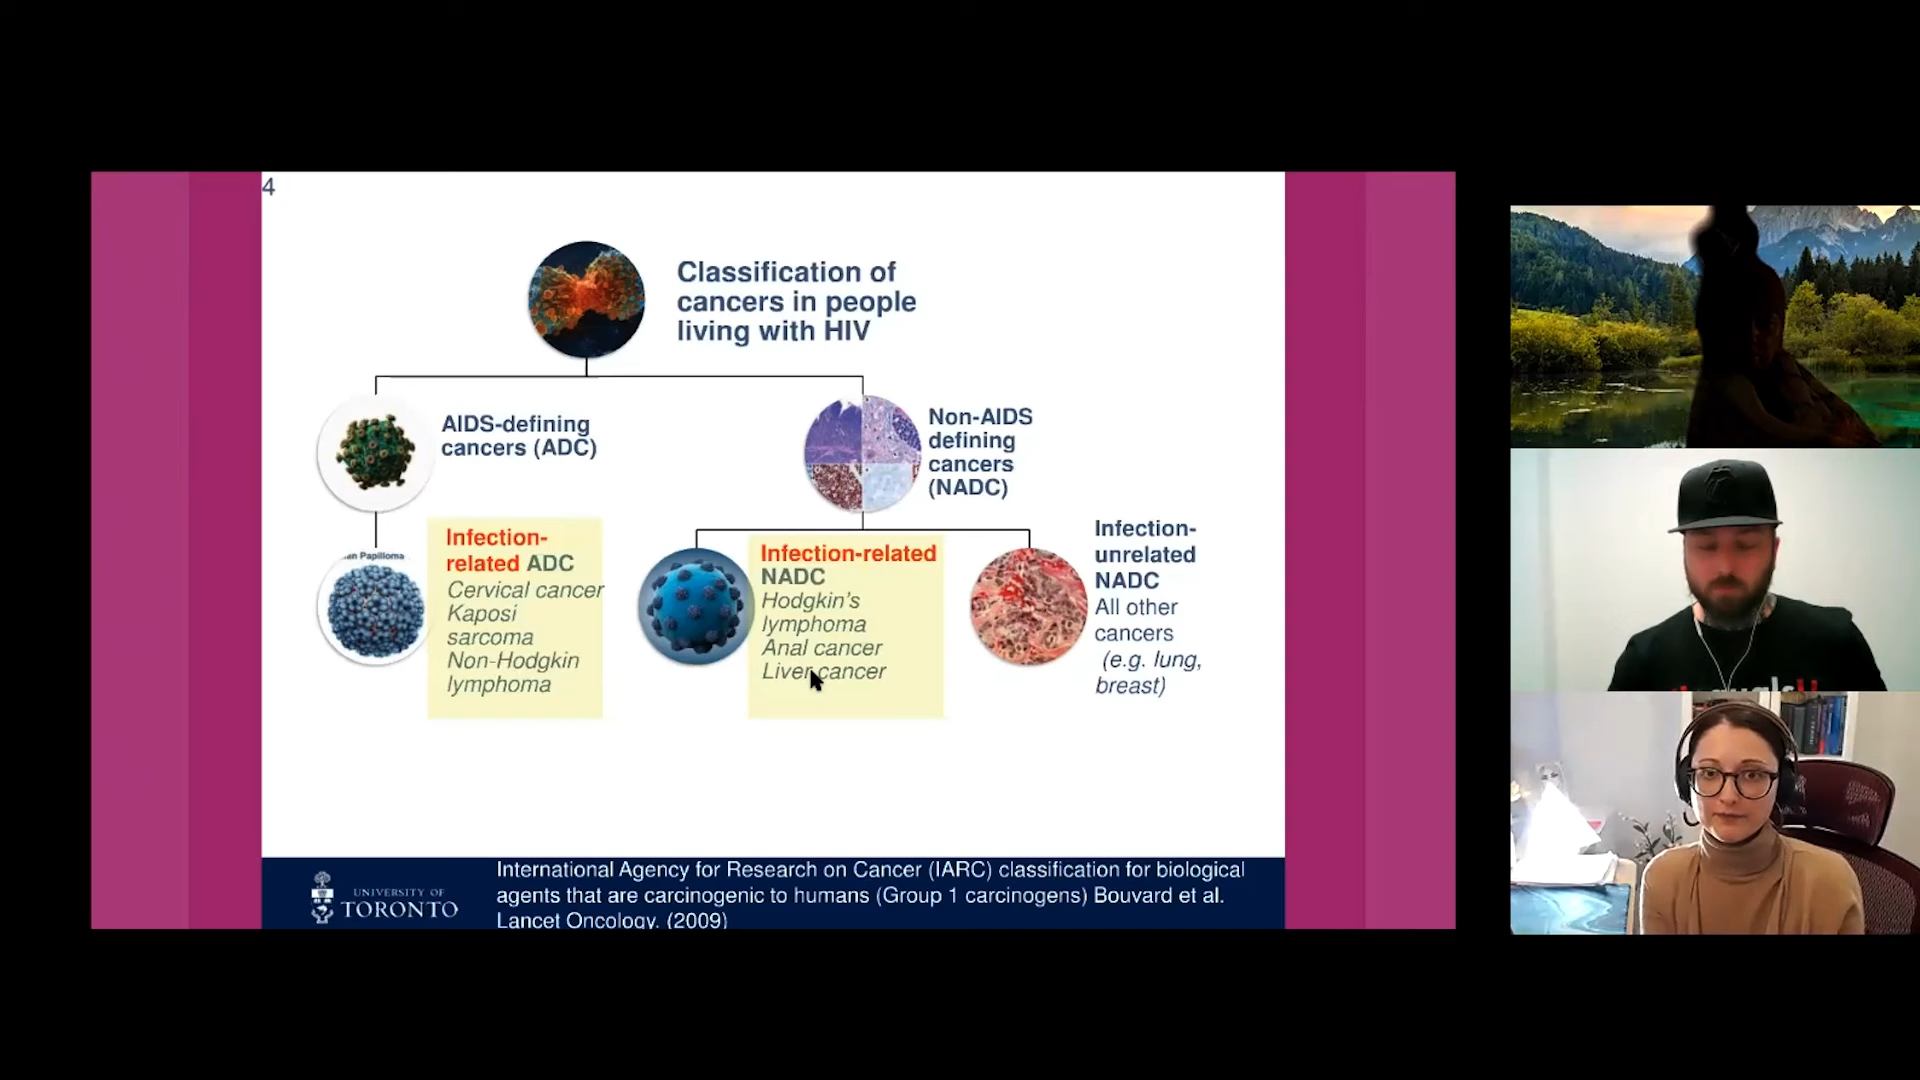 4
Classification of
cancers in people
living with HIV
AIDS-defining
cancers (ADC)
Non-AIDS
defining
cancers
(NADC)
an Papilloma
Infection-
related ADC
Cervical cancer
Kaposi
sarcoma
Non-Hodgkin
lymphoma
Infection-related
NADC
Hodgkin's
lymphoma
Anal cancer
Liver cancer
Infection-
unrelated
NADC
All other
cancers
(e.g. lung,
breast)
UNIVERSITY OF
TORONTO
International Agency for Research on Cancer (IARC) classification for biological
agents that are carcinogenic to humans (Group 1 carcinogens) Bouvard et al.
Lancet Oncology. (2009)